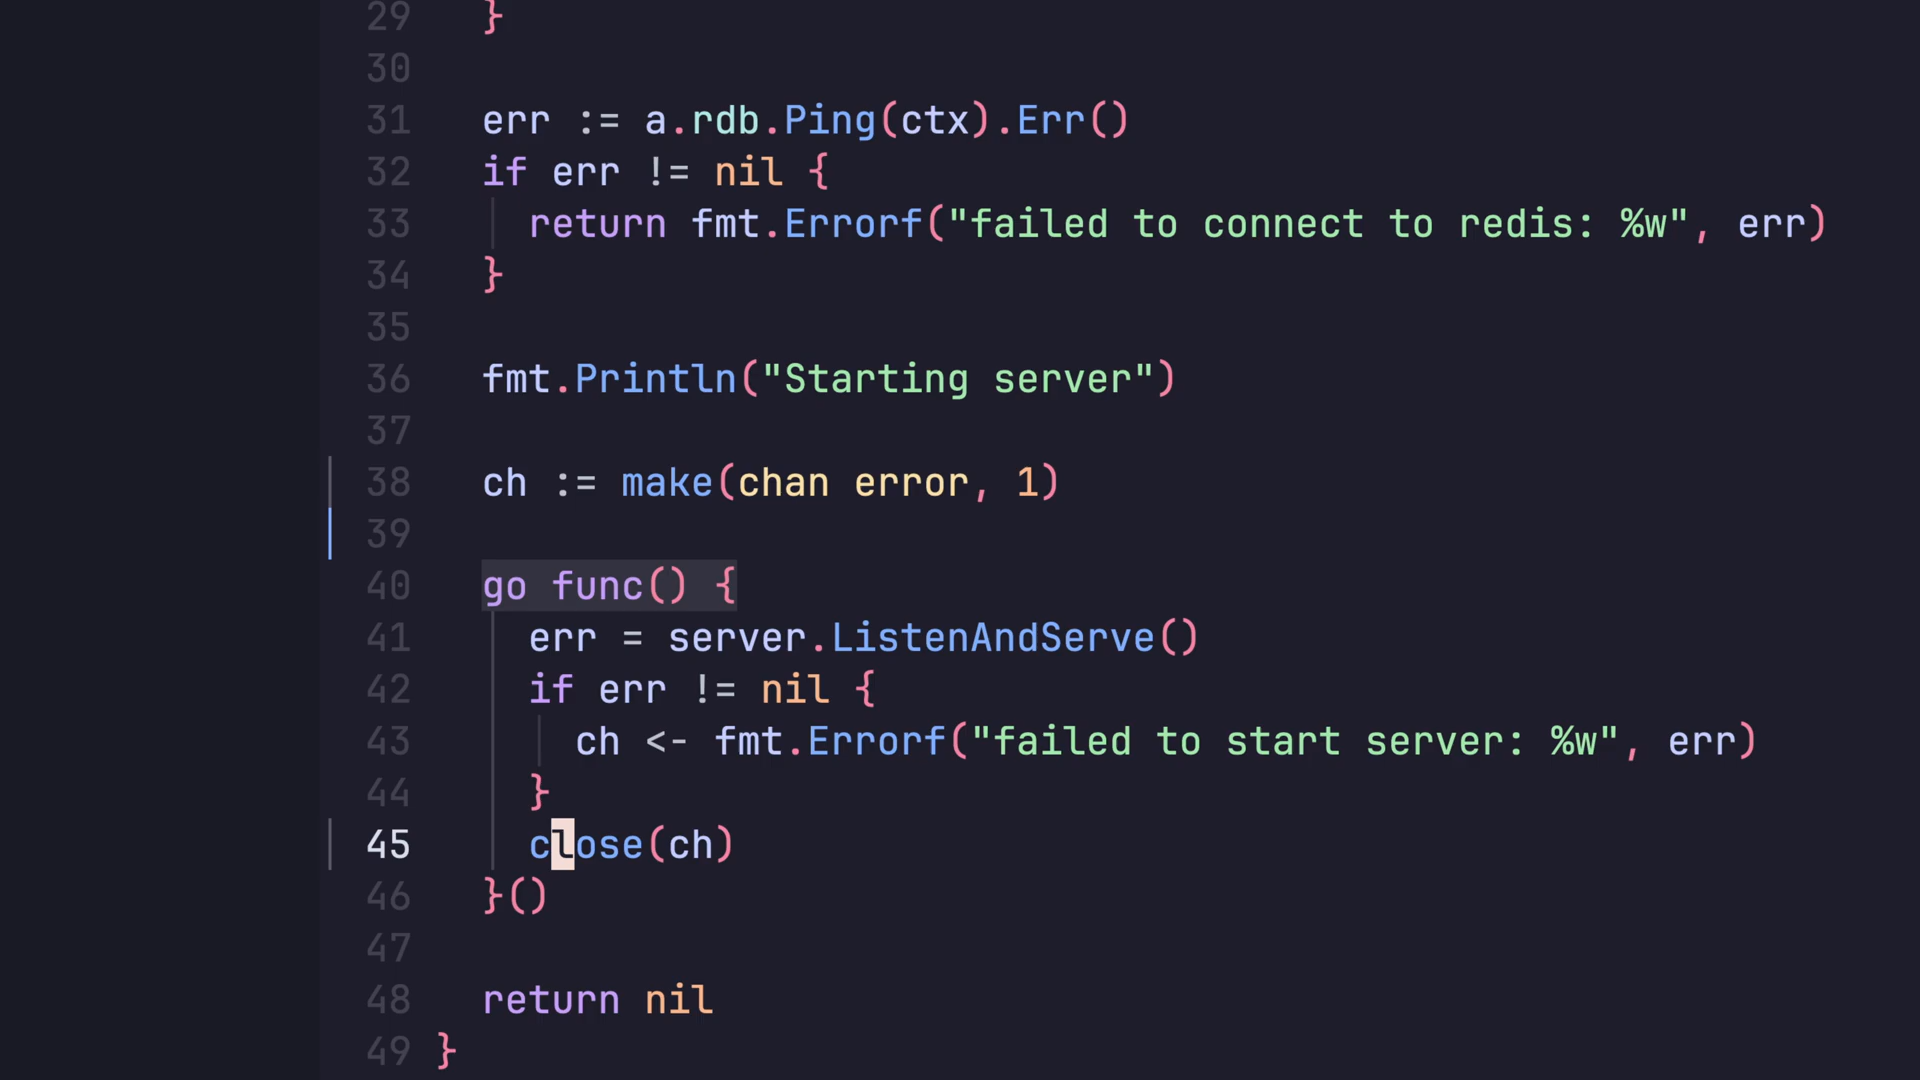 29 }
30
31 err := a.rdb.Ping(ctx).Err()
32 if err != nil {
33 return fmt.Errorf("failed to connect to redis: %w", err)
34 }
35
36 fmt.Println("Starting server")
37
38 ch := make(chan error, 1)
39
40 go func() {
41 err = server.ListenAndServe()
42 if err != nil {
43 ch <- fmt.Errorf("failed to start server: %w", err)
44 }
45 close(ch)
46 }()
47
48 return nil
49 }